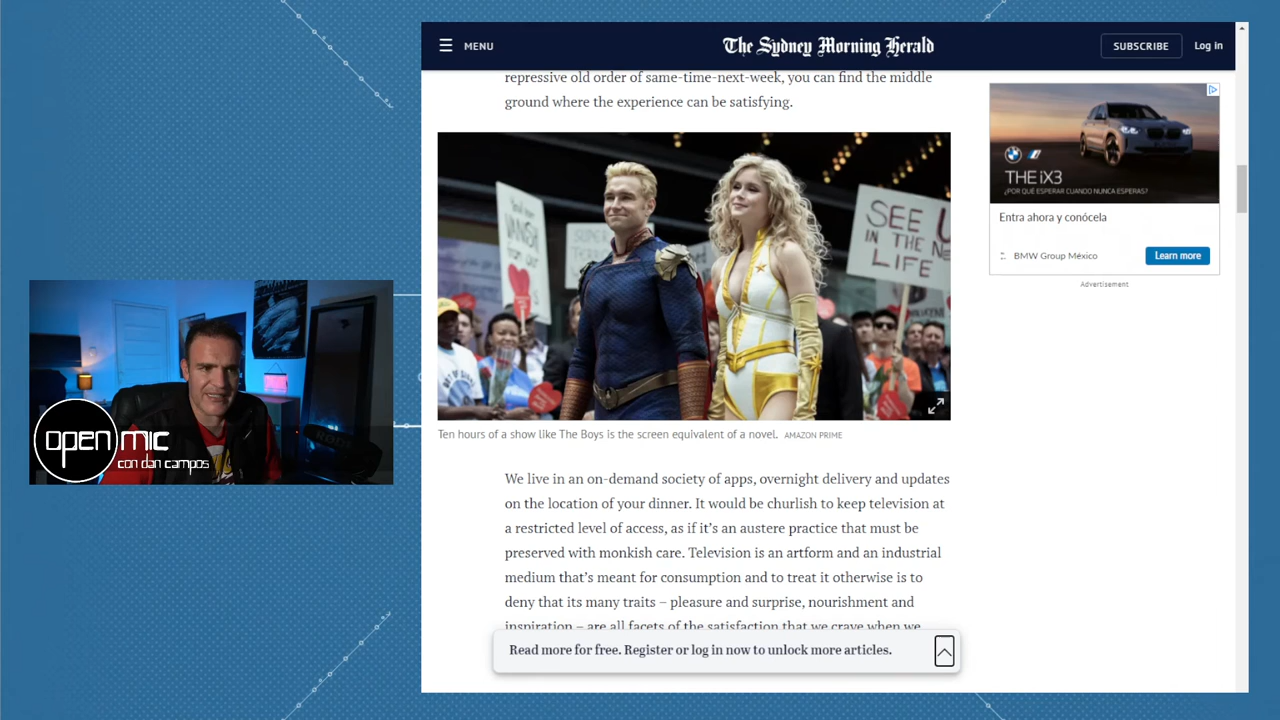 MENU
The Sydney Morning Herald
SUBSCRIBE
Log in
repressive old order of same-time-next-week, you can find the middle
ground where the experience can be satisfying.
VANISH
SEE U
IN THE NE
LIFE
Ten hours of a show like The Boys is the screen equivalent of a novel. AMAZON PRIME
We live in an on-demand society of apps, overnight delivery and updates
on the location of your dinner. It would be churlish to keep television at
a restricted level of access, as if it's an austere practice that must be
preserved with monkish care. Television is an artform and an industrial
medium that's meant for consumption and to treat it otherwise is to
deny that its many traits – pleasure and surprise, nourishment and
inspiration – are all facets of the satisfaction that we crave when we
Read more for free. Register or log in now to unlock more articles.
THE iX3
¿POR QUÉ ESPERAR CUANDO NUNCA ESPERAS?
Entra ahora y conócela
BMW Group México
Learn more
Advertisement
open mic
con dan campos